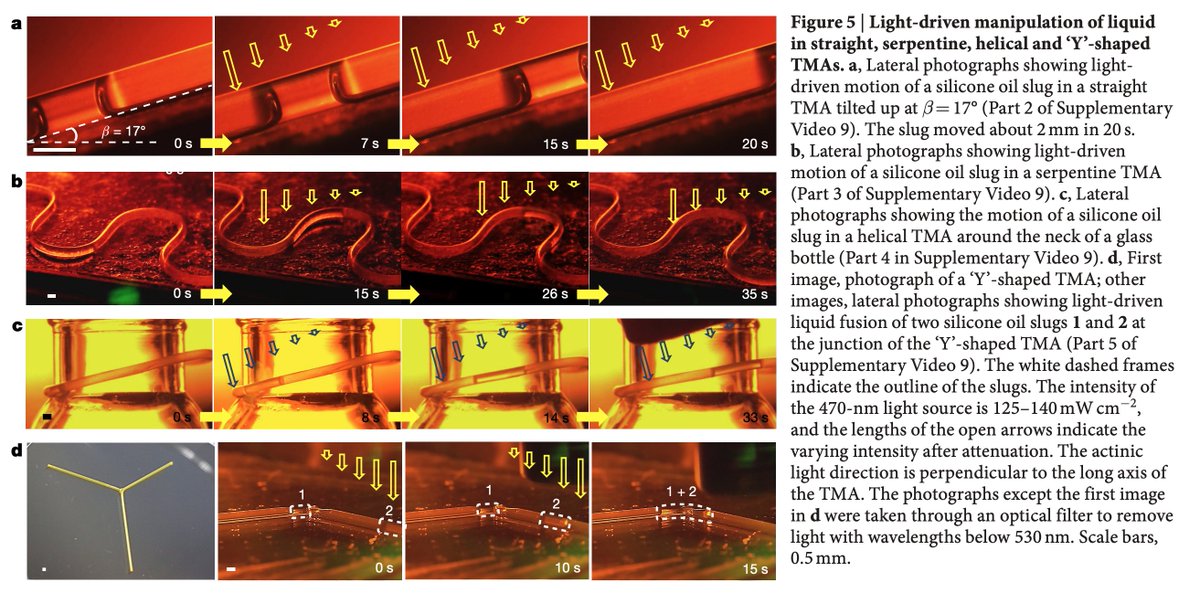 a
β = 17°
0 s
7 s
15 s
20 s
b
0 s
15 s
26 s
35 s
c
0 s
8 s
14 s
33 s
d
1
2
0 s
1
2
10 s
1 + 2
15 s
Figure 5 | Light-driven manipulation of liquid
in straight, serpentine, helical and ‘Y’-shaped
TMAs. a, Lateral photographs showing light-
driven motion of a silicone oil slug in a straight
TMA tilted up at β = 17° (Part 2 of Supplementary
Video 9). The slug moved about 2 mm in 20 s.
b, Lateral photographs showing light-driven
motion of a silicone oil slug in a serpentine TMA
(Part 3 of Supplementary Video 9). c, Lateral
photographs showing the motion of a silicone oil
slug in a helical TMA around the neck of a glass
bottle (Part 4 in Supplementary Video 9). d, First
image, photograph of a ‘Y’-shaped TMA; other
images, lateral photographs showing light-driven
liquid fusion of two silicone oil slugs 1 and 2 at
the junction of the ‘Y’-shaped TMA (Part 5 of
Supplementary Video 9). The white dashed frames
indicate the outline of the slugs. The intensity of
the 470-nm light source is 125–140 mW cm⁻²,
and the lengths of the open arrows indicate the
varying intensity after attenuation. The actinic
light direction is perpendicular to the long axis of
the TMA. The photographs except the first image
in d were taken through an optical filter to remove
light with wavelengths below 530 nm. Scale bars,
0.5 mm.